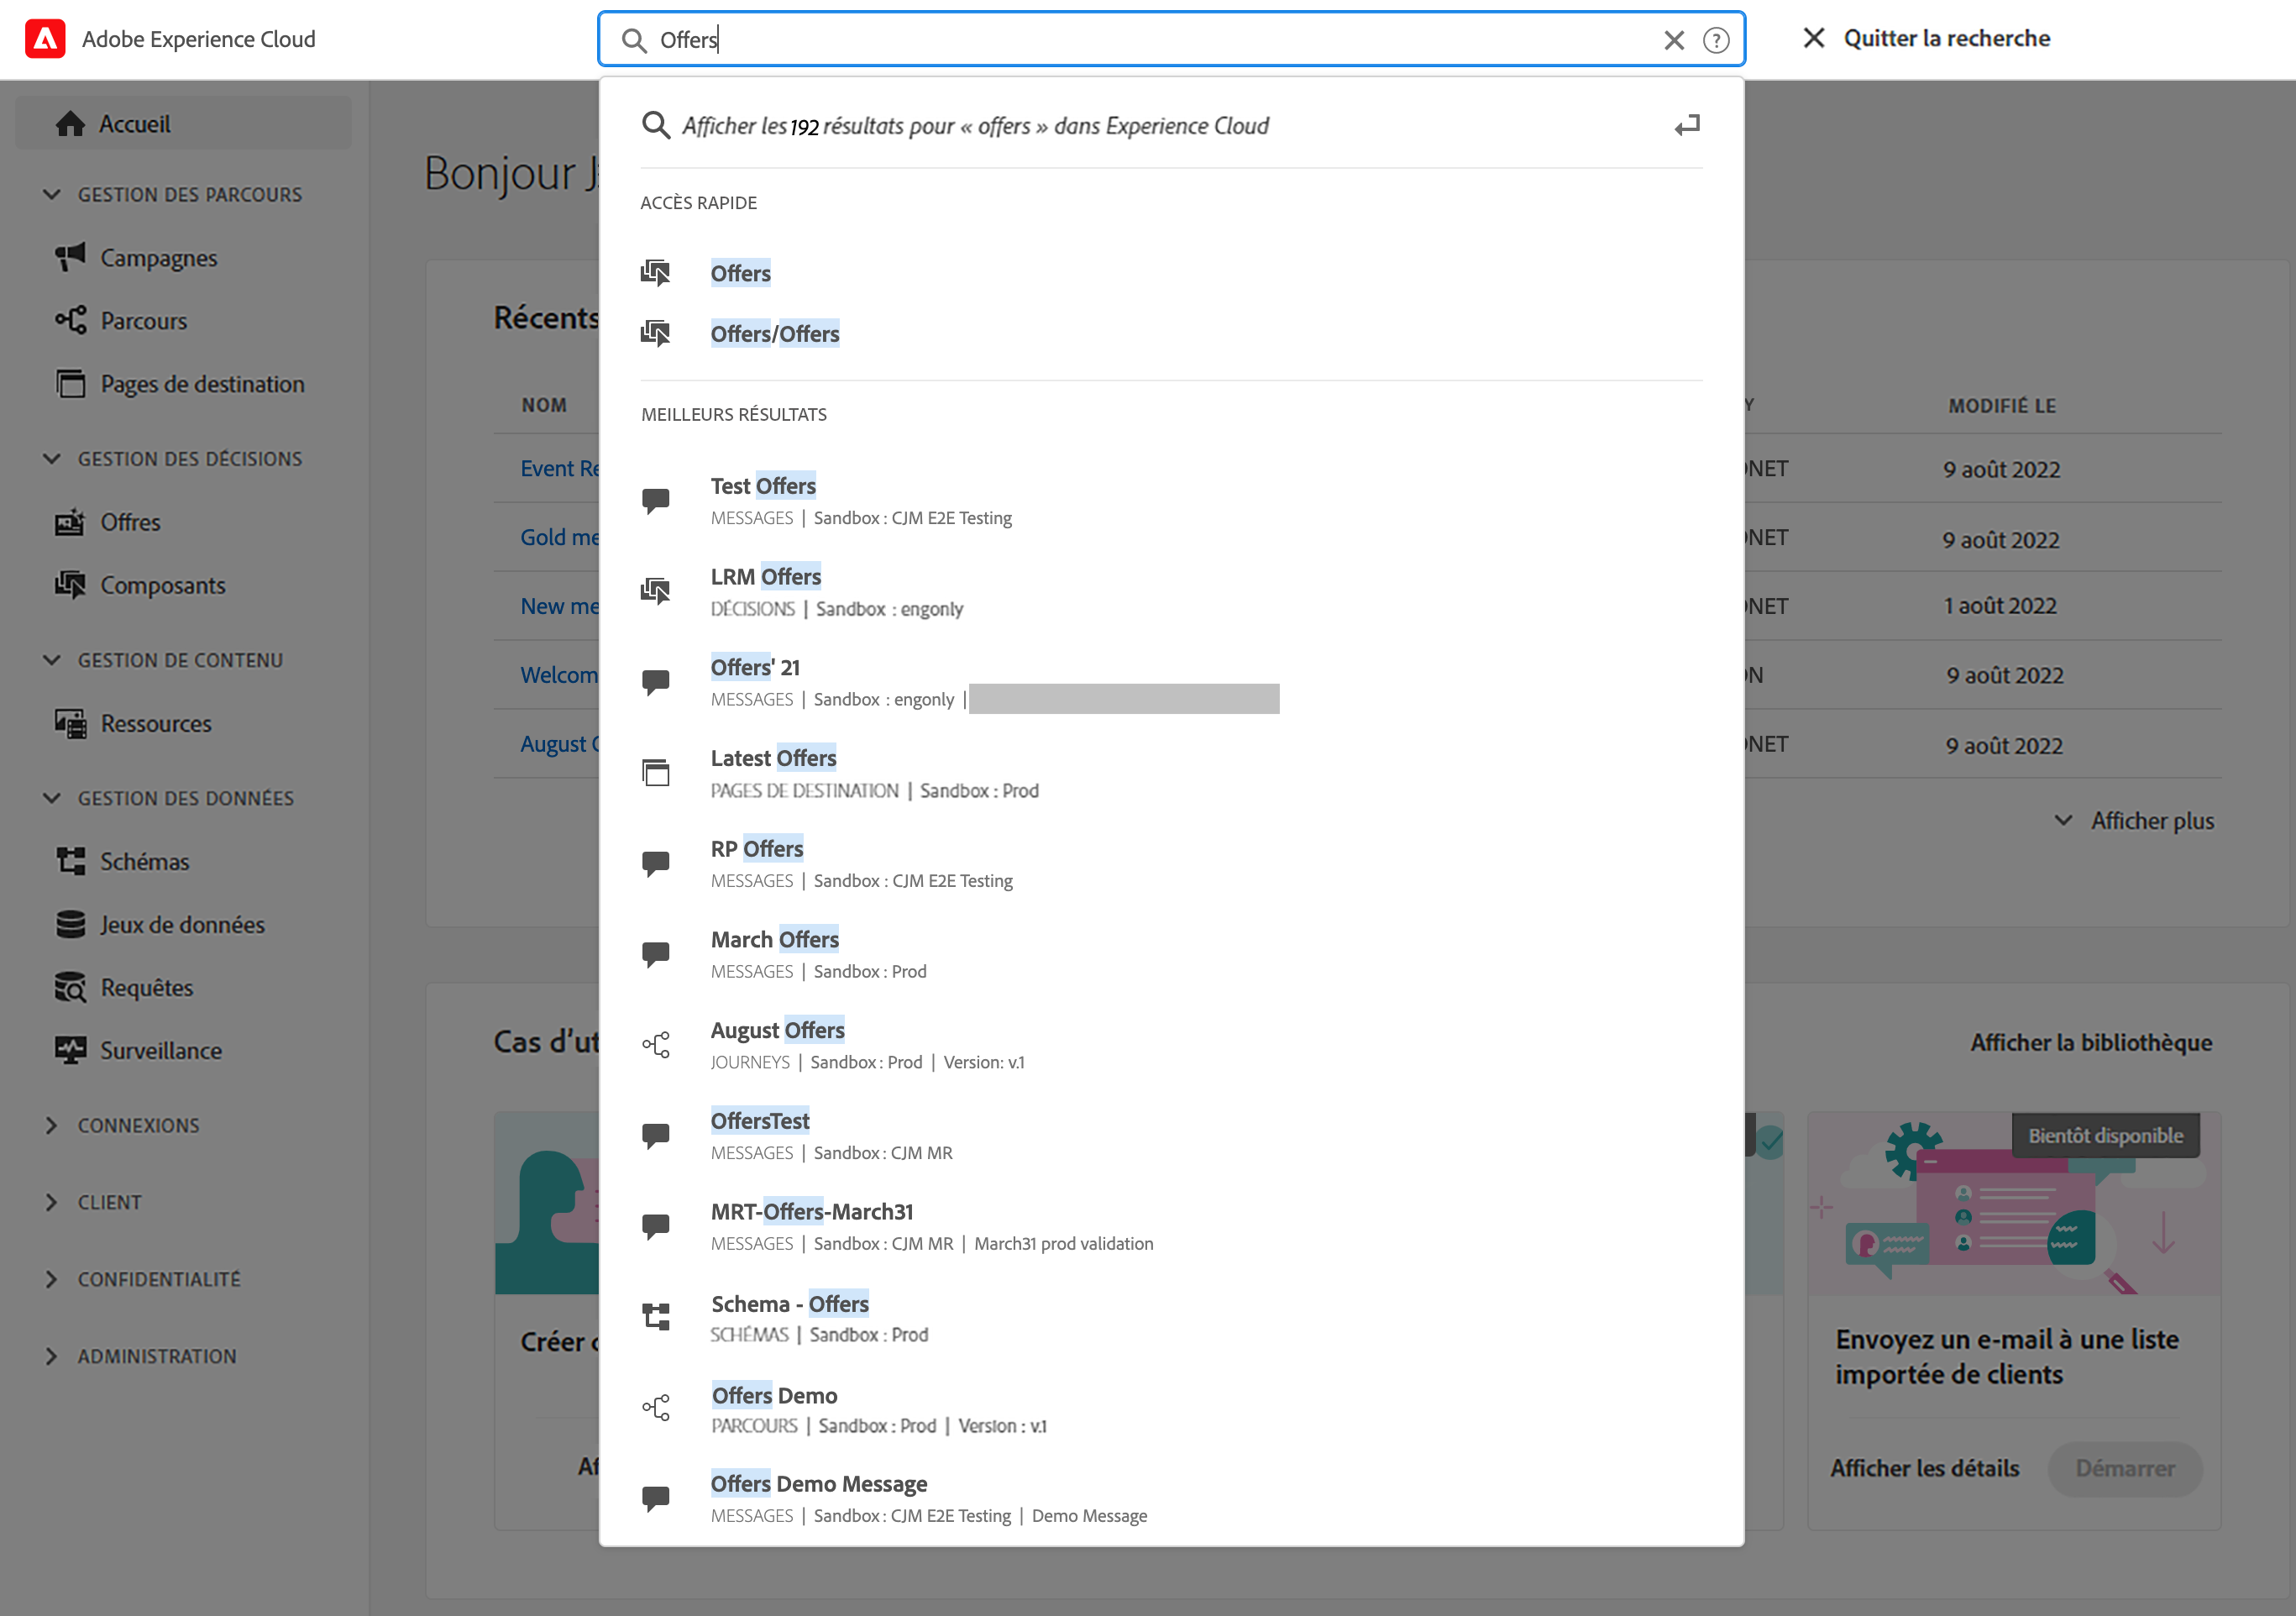 Adobe Experience Cloud
Offers
Quitter la recherche
Accueil
GESTION DES PARCOURS
Campagnes
Parcours
Pages de destination
GESTION DES DÉCISIONS
Offres
Composants
GESTION DE CONTENU
Ressources
GESTION DES DONNÉES
Schémas
Jeux de données
Requêtes
Surveillance
CONNEXIONS
CLIENT
CONFIDENTIALITÉ
ADMINISTRATION
Bonjour
Récents
NOM
Event
Gold
New
August
Afficher les 192 résultats pour « offers » dans Experience Cloud
ACCÈS RAPIDE
Offers
Offers/Offers
MEILLEURS RÉSULTATS
Test Offers
MESSAGES | Sandbox : CJM E2E Testing
LRM Offers
DÉCISIONS | Sandbox : engonly
Offers' 21
MESSAGES | Sandbox : engonly |
Latest Offers
PAGES DE DESTINATION | Sandbox : Prod
RP Offers
MESSAGES | Sandbox : CJM E2E Testing
March Offers
MESSAGES | Sandbox : Prod
August Offers
JOURNEYS | Sandbox : Prod | Version: v.1
OffersTest
MESSAGES | Sandbox : CJM MR
MRT-Offers-March31
MESSAGES | Sandbox : CJM MR | March31 prod validation
Schema - Offers
SCHÉMAS | Sandbox : Prod
Offers Demo
PARCOURS | Sandbox : Prod | Version : v.1
Offers Demo Message
MESSAGES | Sandbox : CJM E2E Testing | Demo Message
MODIFIÉ LE
9 août 2022
9 août 2022
1 août 2022
9 août 2022
9 août 2022
Afficher plus
Cas d'ut
Afficher la bibliothèque
Créer
Bientôt disponible
Envoyez un e-mail à une liste
importée de clients
Afficher les détails
Démarrer